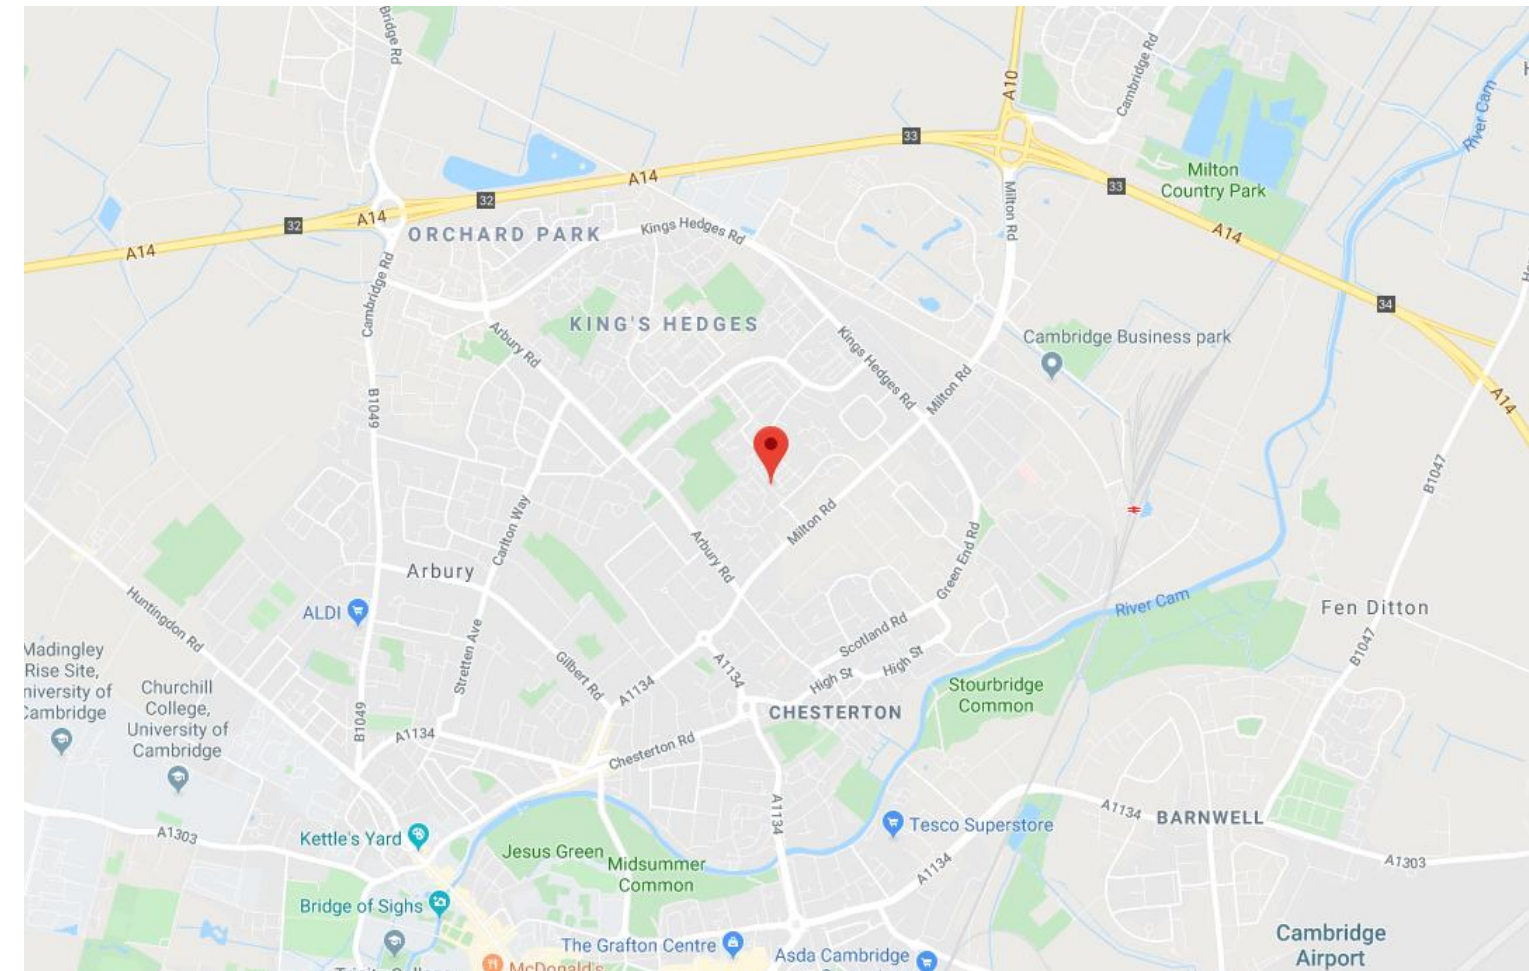 Bridge Rd
A10
Cambridge Rd
River Cam
33
A14
Milton
Country Park
33
32
32
A14
Milton Rd
A14
ORCHARD PARK
Kings Hedges Rd
A14
Cambridge Rd
34
KING'S HEDGES
Arbury Rd
Kings Hedges Rd
Cambridge Business park
Milton Rd
A14
B1049
B1047
Carlton Way
Milton Rd
Arbury Rd
Green End Rd
Arbury
ALDI
Huntingdon Rd
River Cam
Fen Ditton
Scotland Rd
Stretten Ave
Gilbert Rd
A1134
A1134
High St
High St
B1047
Madingley
Rise Site,
University of
Cambridge
Churchill
College,
University of
Cambridge
Stourbridge
Common
B1049
A1134
CHESTERTON
Chesterton Rd
A1134
A1134
BARNWELL
A1303
Kettle's Yard
Tesco Superstore
Jesus Green
Midsummer
Common
A1134
A1303
Bridge of Sighs
The Grafton Centre
Asda Cambridge
Cambridge
Airport
McDonald's